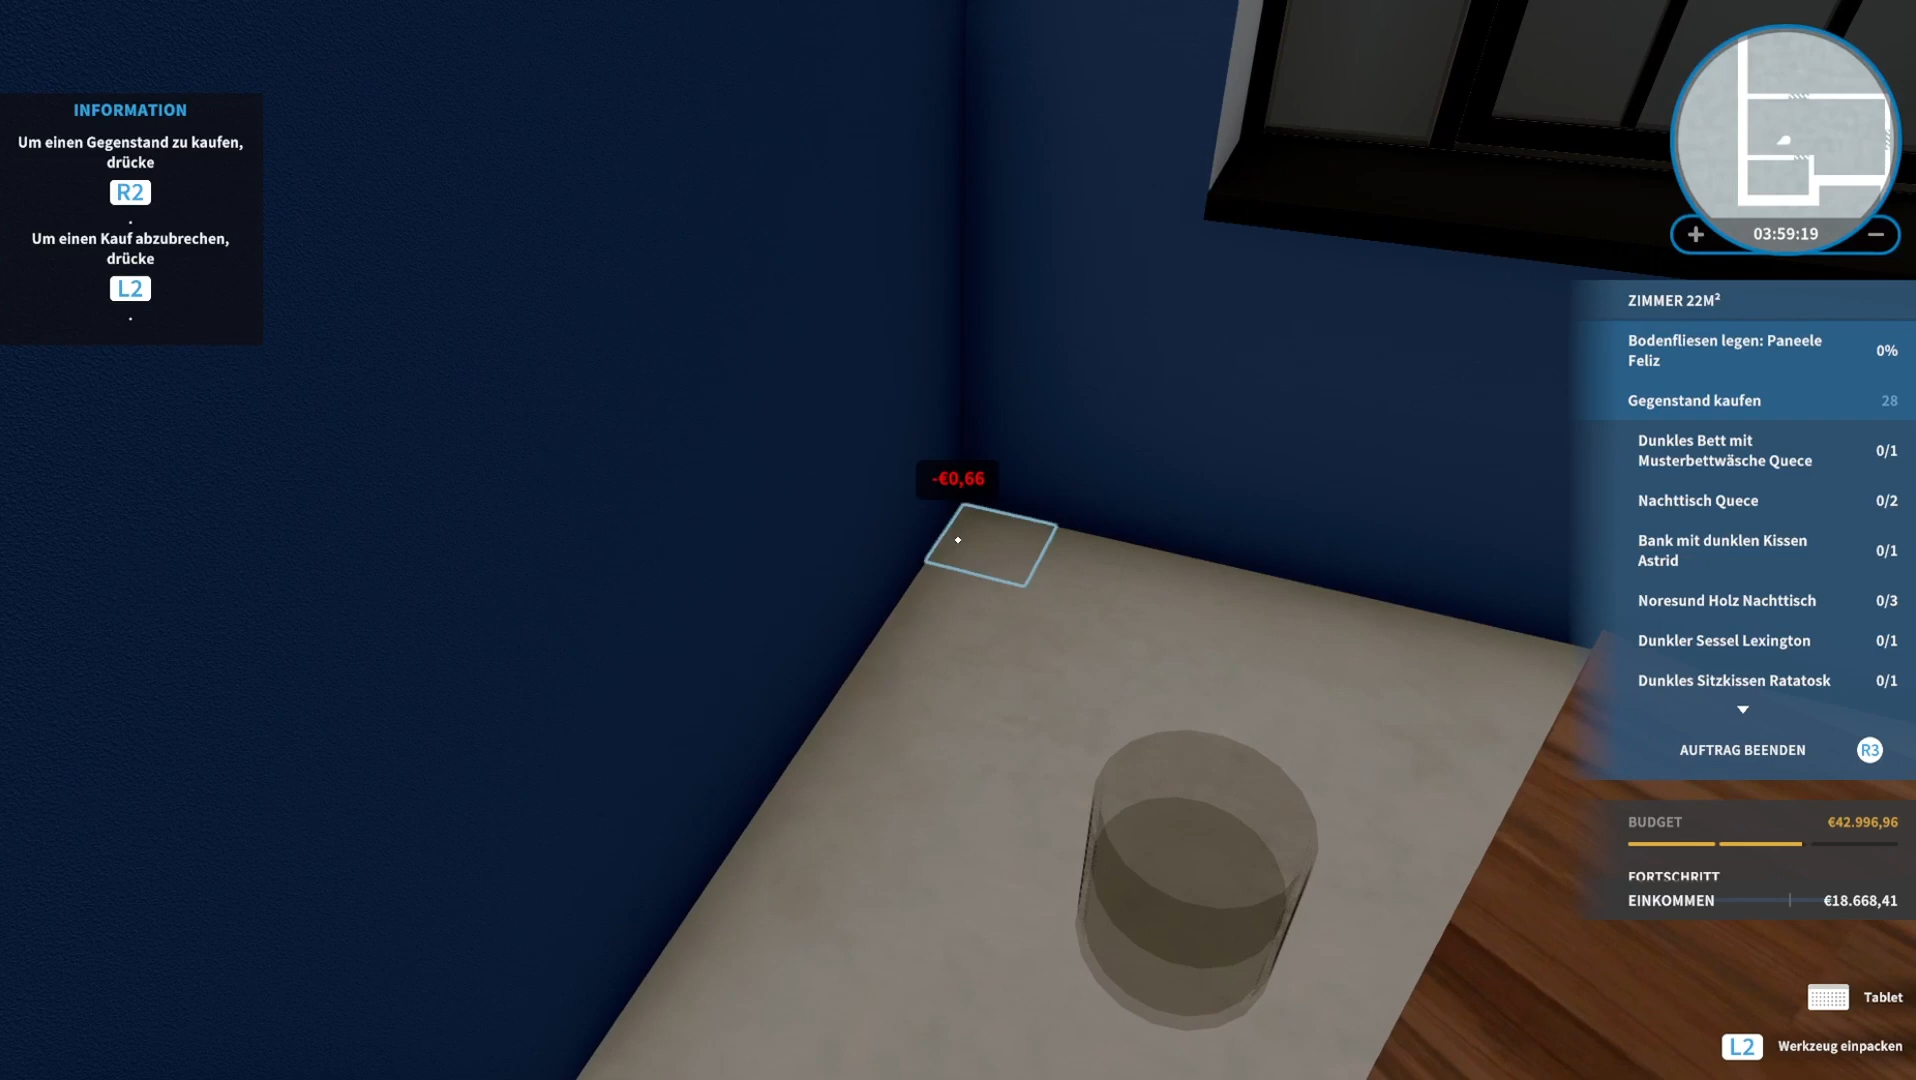 INFORMATION
Um einen Gegenstand zu kaufen,
drücke
R2
.
Um einen Kauf abzubrechen,
drücke
L2
.
-€0,66
+ 03:59:19 −
ZIMMER 22M²
Bodenfliesen legen: Paneele
Feliz 0%
Gegenstand kaufen 28
Dunkles Bett mit
Musterbettwäsche Quece 0/1
Nachttisch Quece 0/2
Bank mit dunklen Kissen
Astrid 0/1
Noresund Holz Nachttisch 0/3
Dunkler Sessel Lexington 0/1
Dunkles Sitzkissen Ratatosk 0/1
AUFTRAG BEENDEN R3
BUDGET €42.996,96
FORTSCHRITT
EINKOMMEN €18.668,41
Tablet
L2 Werkzeug einpacken